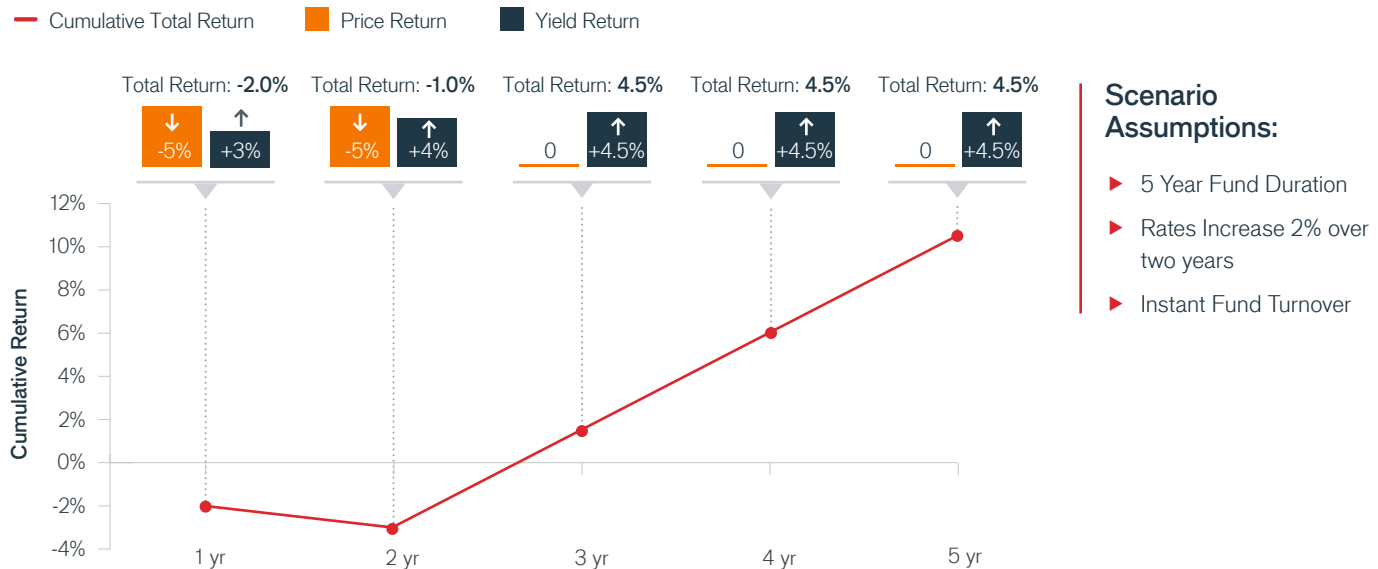 Cumulative Total Return
Price Return
Yield Return
Total Return: -2.0%
Total Return: -1.0%
Total Return: 4.5%
Total Return: 4.5%
Total Return: 4.5%
↓ ↑ ↓ ↑ ↑ ↑ ↑
-5% +3% -5% +4% 0 +4.5% 0 +4.5% 0 +4.5%
Cumulative Return
12%
10%
8%
6%
4%
2%
0%
-2%
-4%
1 yr 2 yr 3 yr 4 yr 5 yr
Scenario
Assumptions:
5 Year Fund Duration
Rates Increase 2% over
two years
Instant Fund Turnover